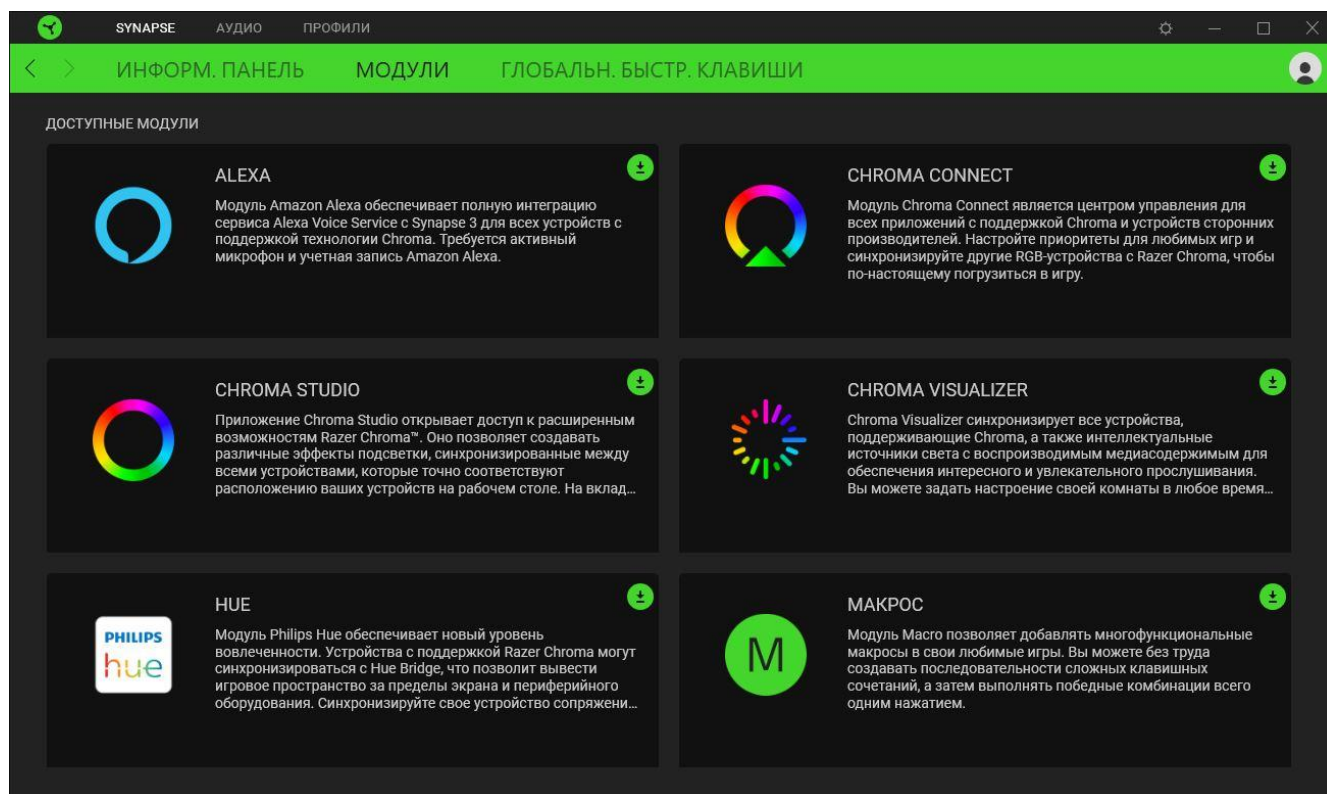 SYNAPSE АУДИО ПРОФИЛИ
ИНФОРМ. ПАНЕЛЬ МОДУЛИ ГЛОБАЛЬН. БЫСТР. КЛАВИШИ
ДОСТУПНЫЕ МОДУЛИ
ALEXA
Модуль Amazon Alexa обеспечивает полную интеграцию
сервиса Alexa Voice Service с Synapse 3 для всех устройств с
поддержкой технологии Chroma. Требуется активный
микрофон и учетная запись Amazon Alexa.
CHROMA CONNECT
Модуль Chroma Connect является центром управления для
всех приложений с поддержкой Chroma и устройств сторонних
производителей. Настройте приоритеты для любимых игр и
синхронизируйте другие RGB-устройства с Razer Chroma, чтобы
по-настоящему погрузиться в игру.
CHROMA STUDIO
Приложение Chroma Studio открывает доступ к расширенным
возможностям Razer Chroma™. Оно позволяет создавать
различные эффекты подсветки, синхронизированные между
всеми устройствами, которые точно соответствуют
расположению ваших устройств на рабочем столе. На вклад...
CHROMA VISUALIZER
Chroma Visualizer синхронизирует все устройства,
поддерживающие Chroma, а также интеллектуальные
источники света с воспроизводимым медиасодержимым для
обеспечения интересного и увлекательного прослушивания.
Вы можете задать настроение своей комнаты в любое время...
PHILIPS
hue
HUE
Модуль Philips Hue обеспечивает новый уровень
вовлеченности. Устройства с поддержкой Razer Chroma могут
синхронизироваться с Hue Bridge, что позволит вывести
игровое пространство за пределы экрана и периферийного
оборудования. Синхронизируйте свое устройство сопряжени...
M
МАКРОС
Модуль Macro позволяет добавлять многофункциональные
макросы в свои любимые игры. Вы можете без труда
создавать последовательности сложных клавишных
сочетаний, а затем выполнять победные комбинации всего
одним нажатием.